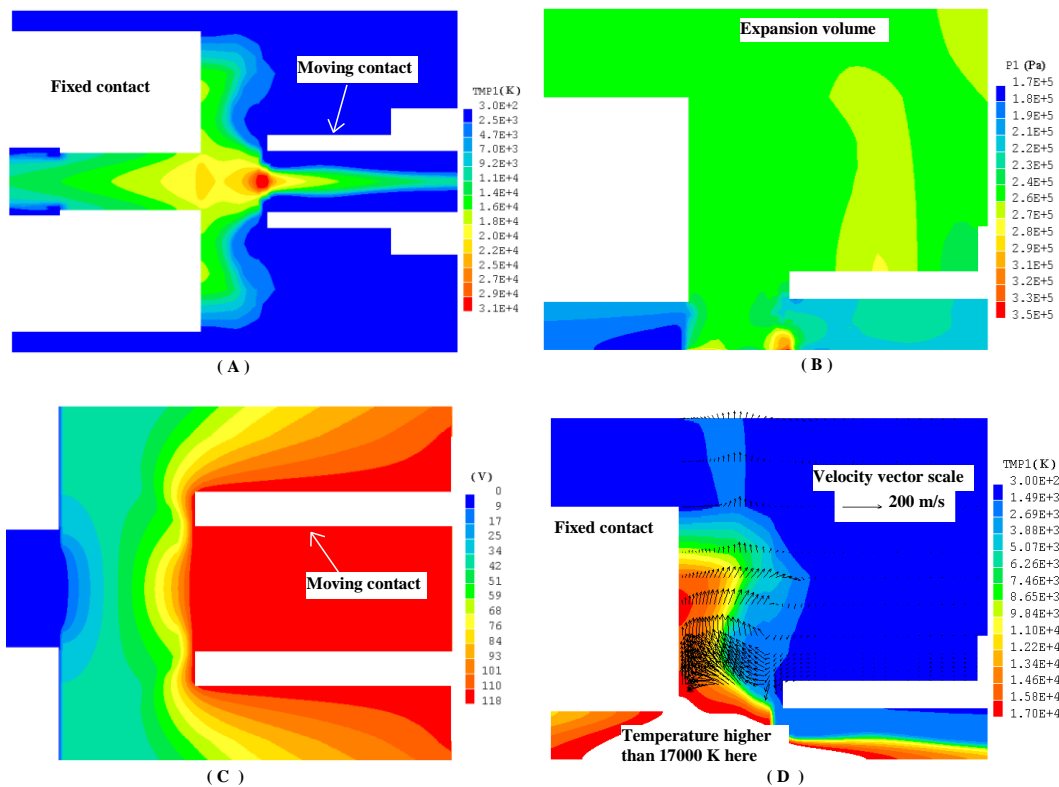 Fixed contact
Moving contact
TMP1(K)
3.0E+2
2.5E+3
4.7E+3
7.0E+3
9.2E+3
1.1E+4
1.4E+4
1.6E+4
1.8E+4
2.0E+4
2.2E+4
2.5E+4
2.7E+4
2.9E+4
3.1E+4
( A )
Expansion volume
P1 (Pa)
1.7E+5
1.8E+5
1.9E+5
2.1E+5
2.2E+5
2.3E+5
2.4E+5
2.6E+5
2.7E+5
2.8E+5
2.9E+5
3.1E+5
3.2E+5
3.3E+5
3.5E+5
( B )
(V)
0
9
17
25
34
42
51
59
68
76
84
93
101
110
118
Moving contact
( C )
TMP1(K)
3.00E+2
1.49E+3
2.69E+3
3.88E+3
5.07E+3
6.26E+3
7.46E+3
8.65E+3
9.84E+3
1.10E+4
1.22E+4
1.34E+4
1.46E+4
1.58E+4
1.70E+4
Velocity vector scale
200 m/s
Fixed contact
Temperature higher
than 17000 K here
( D )